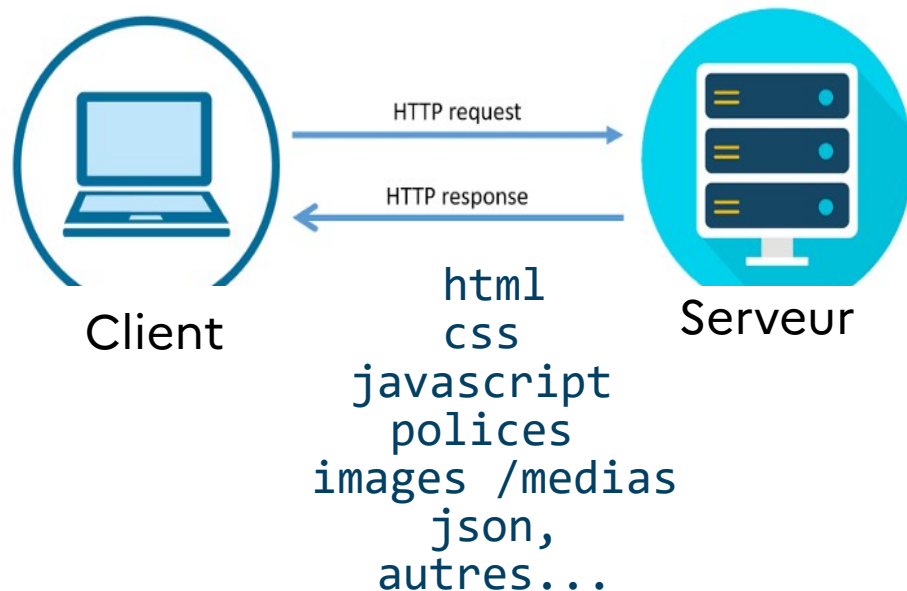 HTTP request
HTTP response
Client
Serveur
html
css
javascript
polices
images /medias
json,
autres...